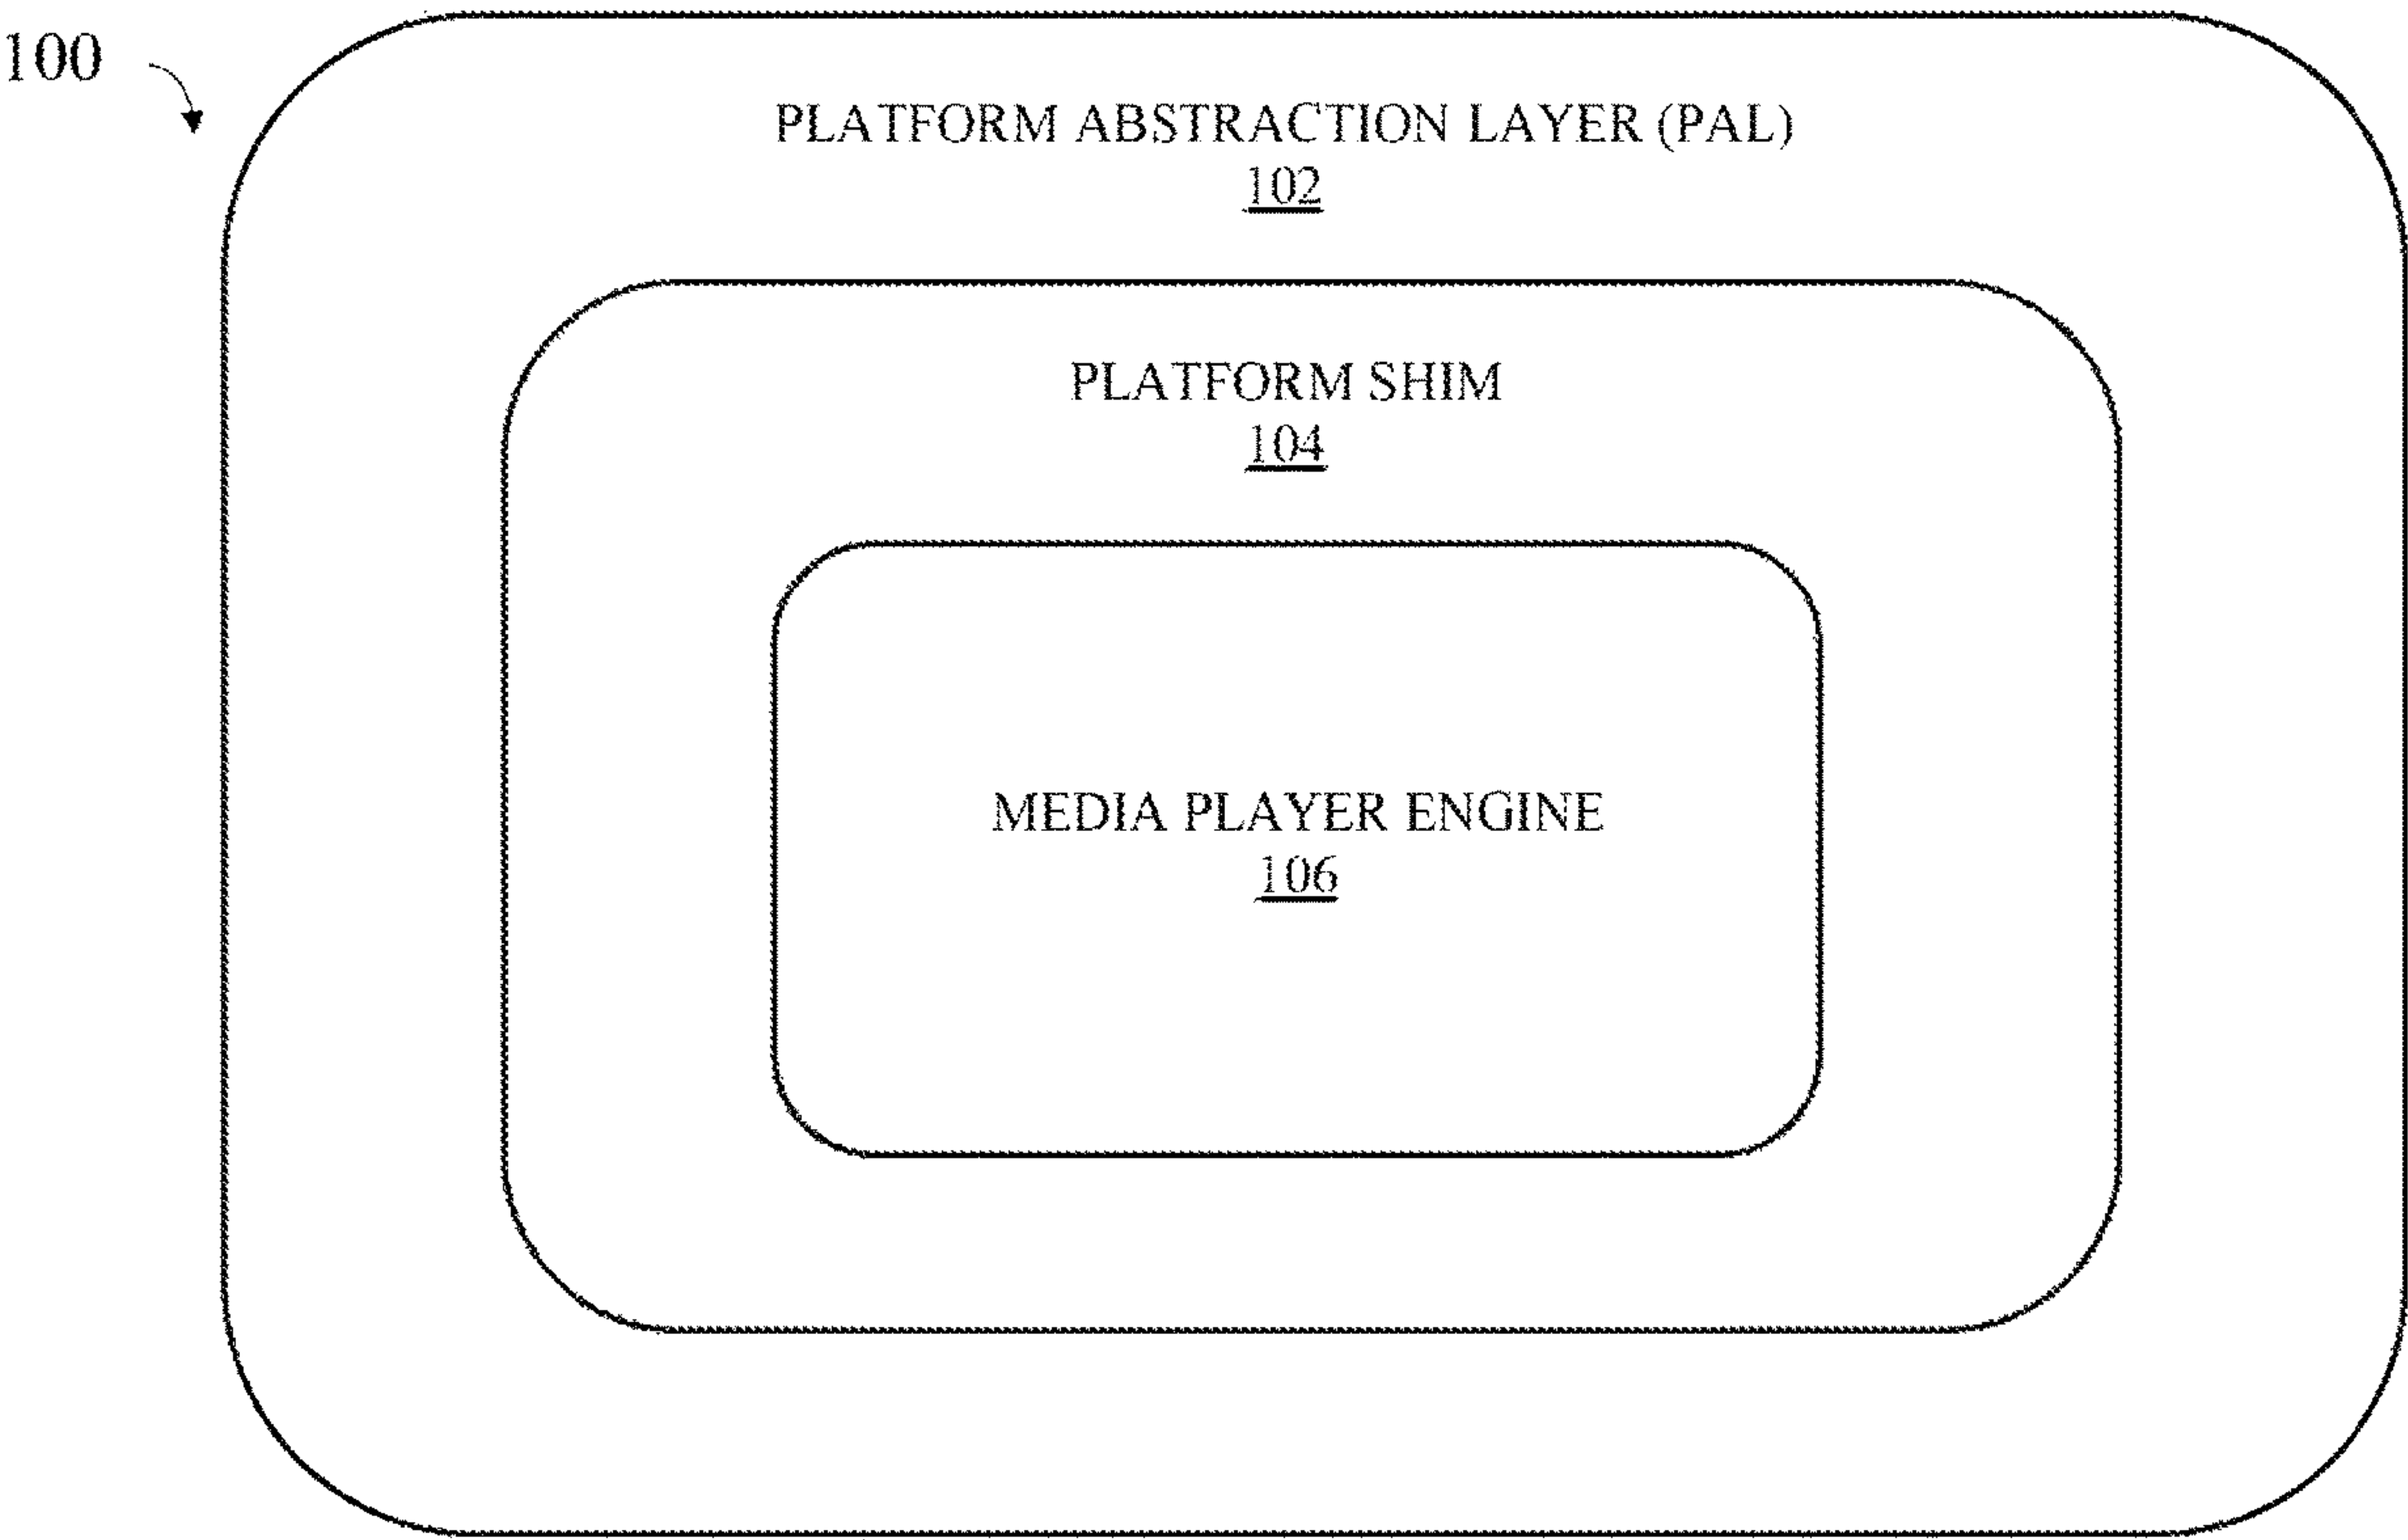 100
PLATFORM ABSTRACTION LAYER (PAL)
102
PLATFORM SHIM
104
MEDIA PLAYER ENGINE
106